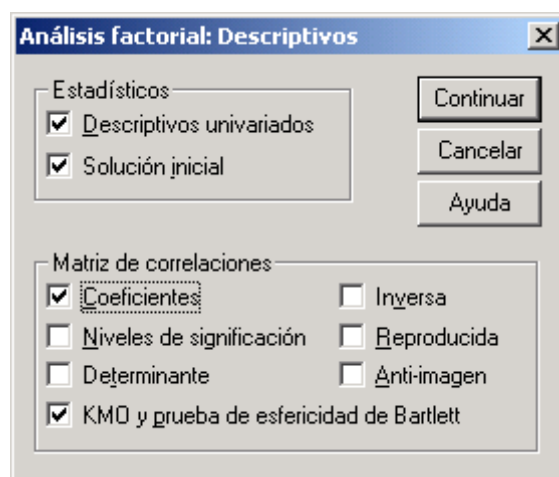 Análisis factorial: Descriptivos
Estadísticos
Descriptivos univariados
Solución inicial
Continuar
Cancelar
Ayuda
Matriz de correlaciones
Coeficientes
Inversa
Niveles de significación
Reproducida
Determinante
Anti-imagen
KMO y prueba de esfericidad de Bartlett